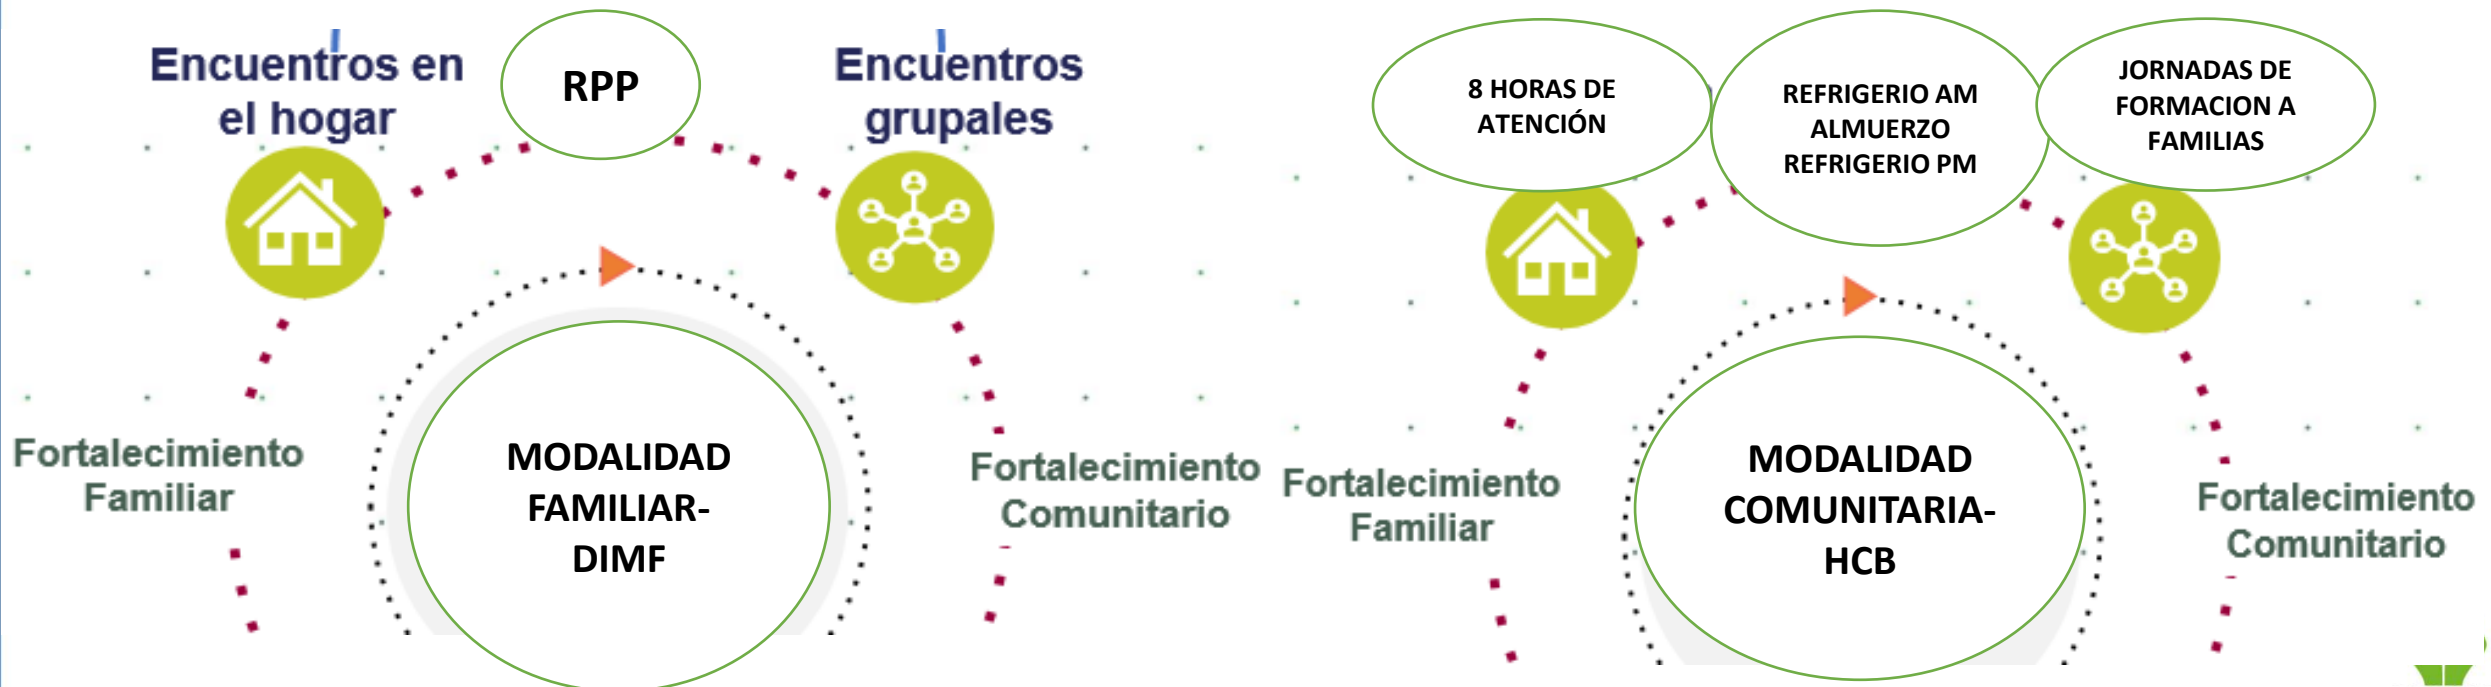 Encuentros en
el hogar
RPP
Encuentros
grupales
Fortalecimiento
Familiar
MODALIDAD
FAMILIAR-
DIMF
Fortalecimiento
Comunitario
8 HORAS DE
ATENCIÓN
REFRIGERIO AM
ALMUERZO
REFRIGERIO PM
JORNADAS DE
FORMACION A
FAMILIAS
Fortalecimiento
Familiar
MODALIDAD
COMUNITARIA-
HCB
Fortalecimiento
Comunitario